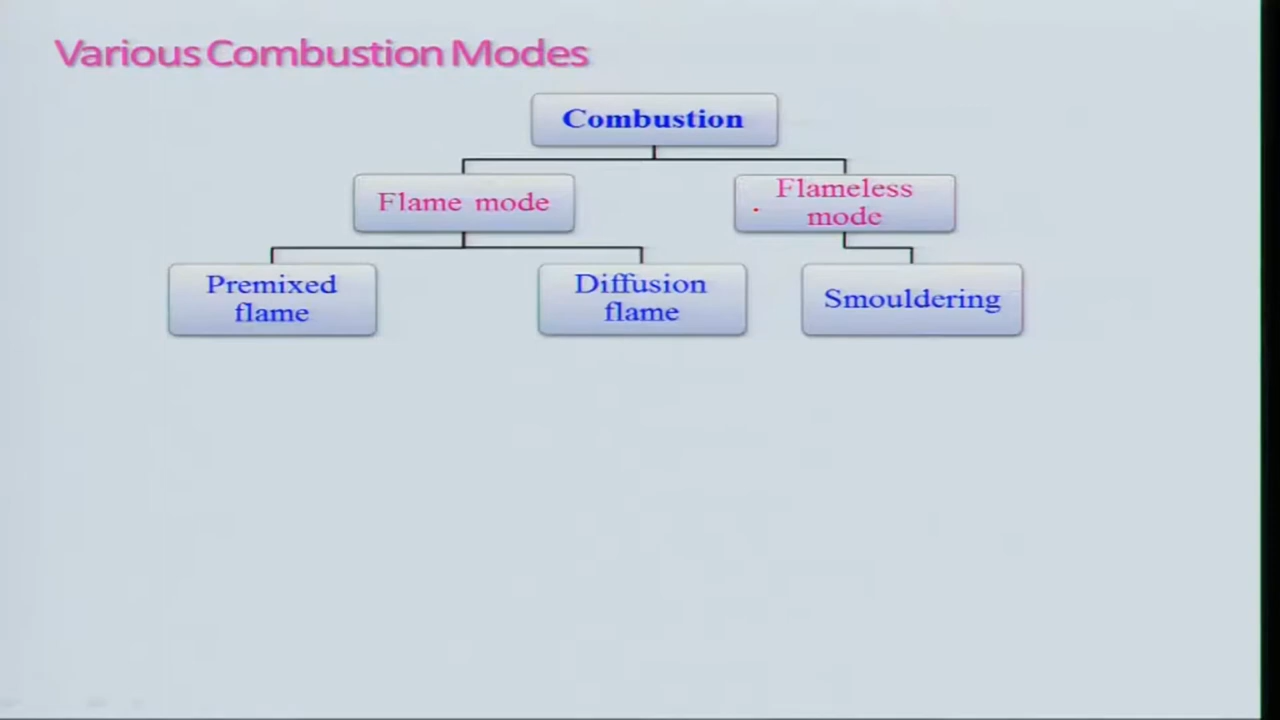 Various Combustion Modes
Combustion
Flame mode
Flameless
mode
Premixed
flame
Diffusion
flame
Smouldering